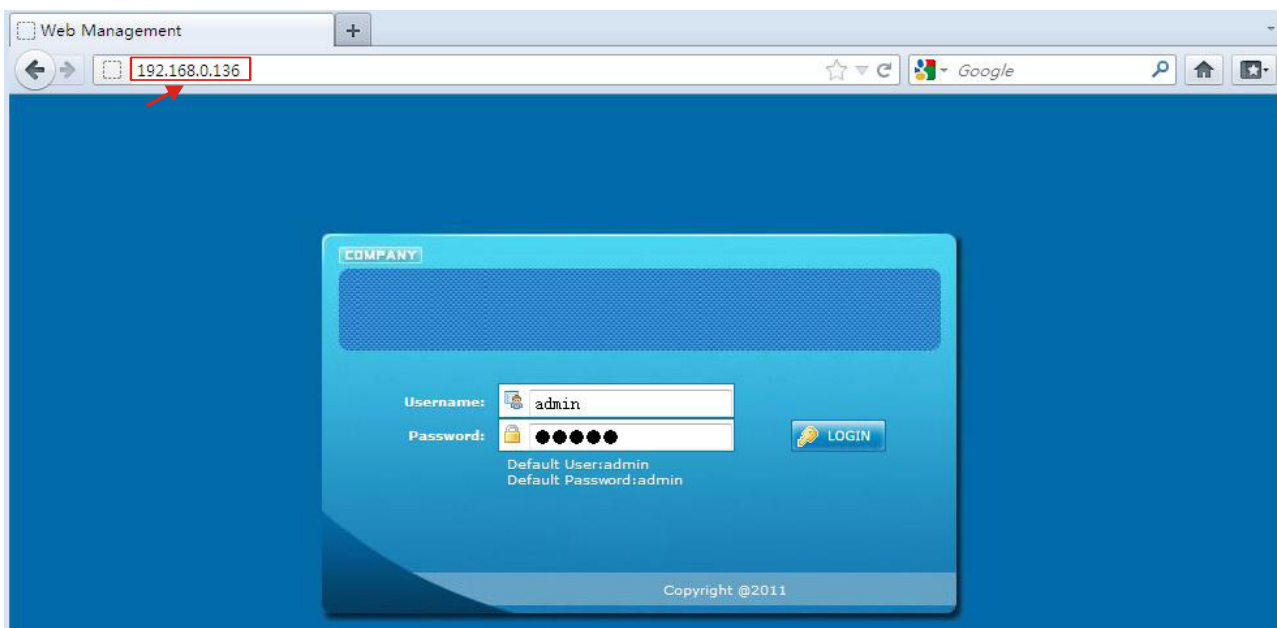 Web Management
192.168.0.136
Google
COMPANY
Username: admin
Password: ●●●●●
LOGIN
Default User:admin
Default Password:admin
Copyright @2011